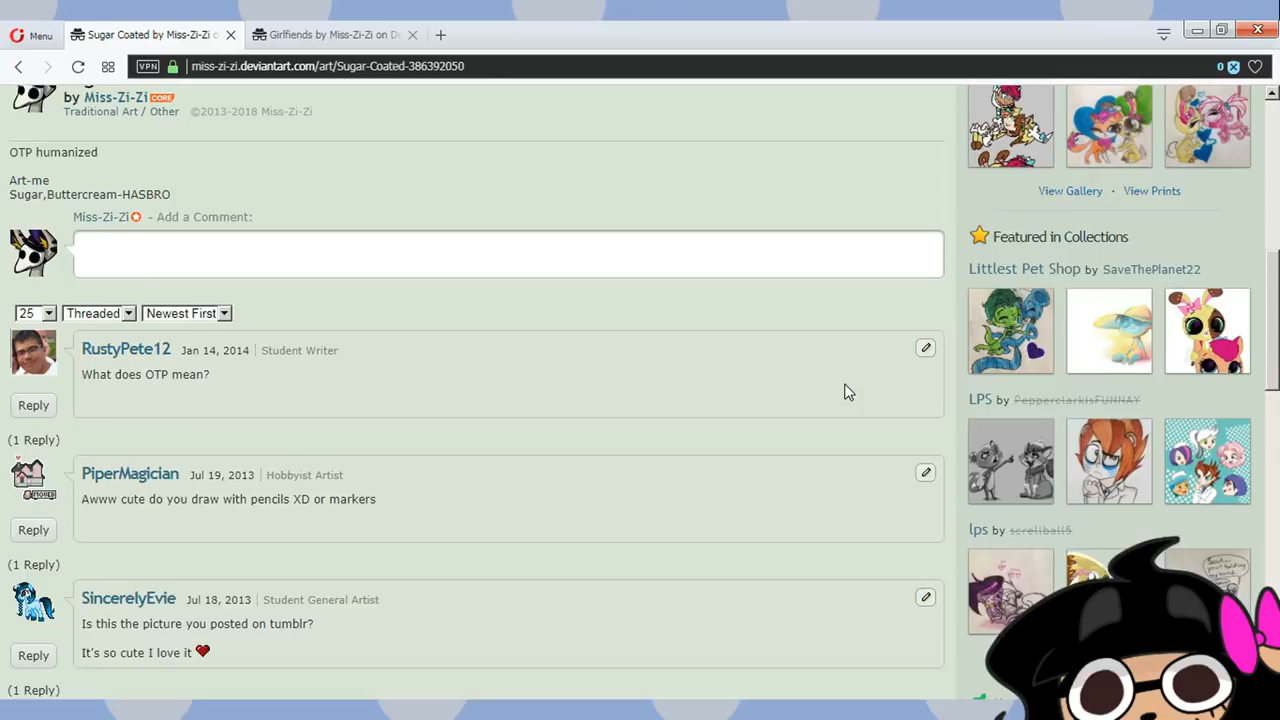 Menu
Sugar Coated by Miss-Zi-Zi o
Girlfiends by Miss-Zi-Zi on D
VPN
miss-zi-zi.deviantart.com/art/Sugar-Coated-386392050
0
by Miss-Zi-Zi CORE
Traditional Art / Other ©2013-2018 Miss-Zi-Zi
OTP humanized
Art-me
Sugar,Buttercream-HASBRO
Miss-Zi-Zi - Add a Comment:
25 Threaded Newest First
RustyPete12 Jan 14, 2014 Student Writer
What does OTP mean?
Reply
(1 Reply)
PiperMagician Jul 19, 2013 Hobbyist Artist
Awww cute do you draw with pencils XD or markers
Reply
(1 Reply)
SincerelyEvie Jul 18, 2013 Student General Artist
Is this the picture you posted on tumblr?
It's so cute I love it
Reply
(1 Reply)
View Gallery · View Prints
Featured in Collections
Littlest Pet Shop by SaveThePlanet22
LPS by PepperclarkisFUNNAY
lps by screllball5